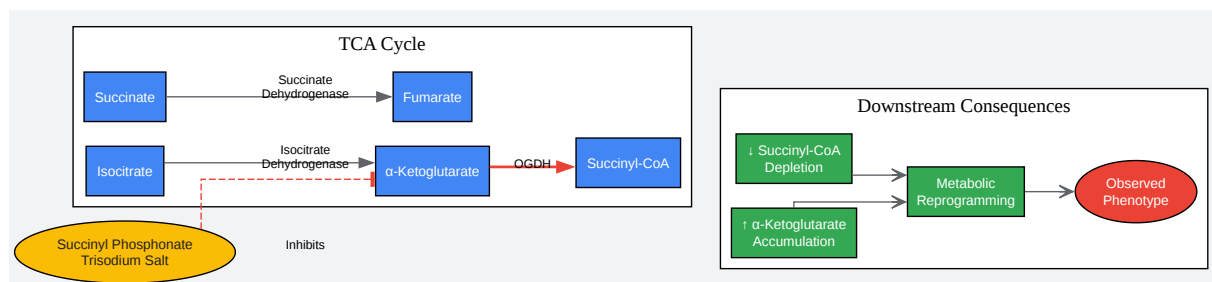 TCA Cycle
Succinate
Succinate
Dehydrogenase
Fumarate
Isocitrate
Isocitrate
Dehydrogenase
α-Ketoglutarate
OGDH
Succinyl-CoA
Succinyl Phosphonate
Trisodium Salt
Inhibits
Downstream Consequences
↓ Succinyl-CoA
Depletion
↑ α-Ketoglutarate
Accumulation
Metabolic
Reprogramming
Observed
Phenotype